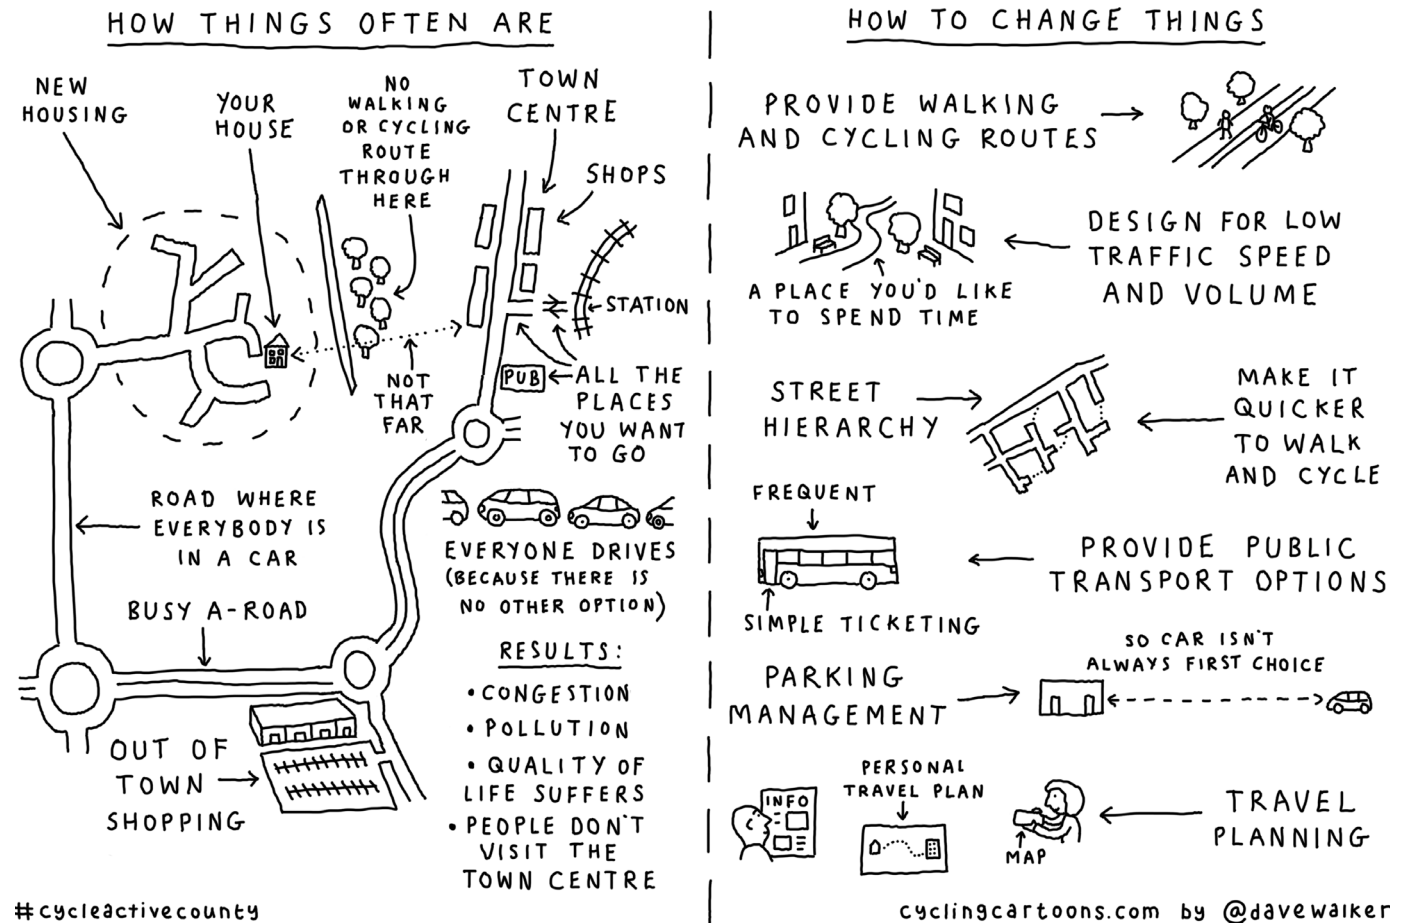 HOW THINGS OFTEN ARE
NEW
HOUSING
YOUR
HOUSE
NO
WALKING
OR CYCLING
ROUTE
THROUGH
HERE
TOWN
CENTRE
SHOPS
STATION
NOT
THAT
FAR
PUB
ALL THE
PLACES
YOU WANT
TO GO
ROAD WHERE
EVERYBODY IS
IN A CAR
BUSY A-ROAD
OUT OF
TOWN
SHOPPING
EVERYONE DRIVES
(BECAUSE THERE IS
NO OTHER OPTION)
RESULTS:
• CONGESTION
• POLLUTION
• QUALITY OF
LIFE SUFFERS
• PEOPLE DON'T
VISIT THE
TOWN CENTRE
#cycleactivecounty
HOW TO CHANGE THINGS
PROVIDE WALKING
AND CYCLING ROUTES
DESIGN FOR LOW
TRAFFIC SPEED
AND VOLUME
A PLACE YOU'D LIKE
TO SPEND TIME
STREET
HIERARCHY
MAKE IT
QUICKER
TO WALK
AND CYCLE
FREQUENT
SIMPLE TICKETING
PROVIDE PUBLIC
TRANSPORT OPTIONS
PARKING
MANAGEMENT
SO CAR ISN'T
ALWAYS FIRST CHOICE
INFO
PERSONAL
TRAVEL PLAN
MAP
TRAVEL
PLANNING
cyclingcartoons.com by @davewalker